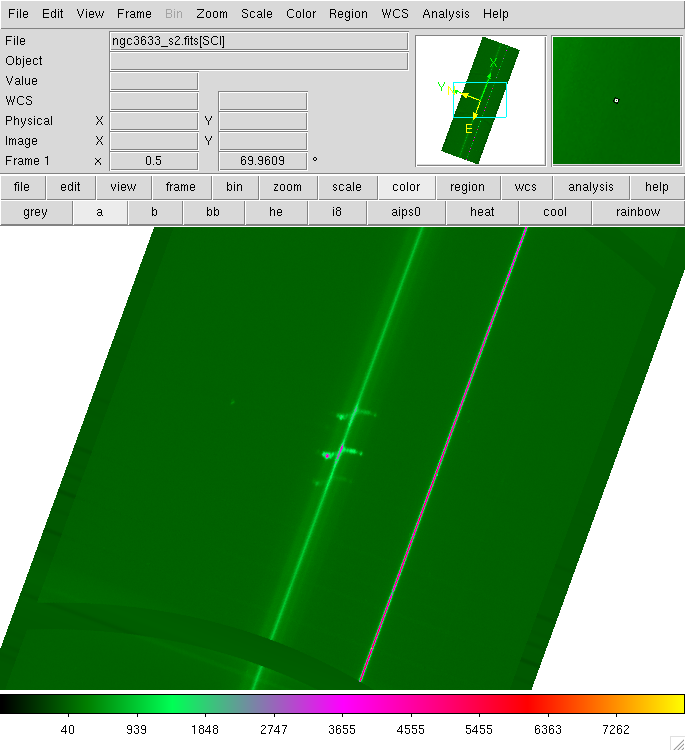 File Edit View Frame Bin Zoom Scale Color Region WCS Analysis Help
File ngc3633_s2.fits[SCI]
Object
Value
WCS
Physical X Y
Image X Y
Frame 1 x 0.5 69.9609 °
X
Y N
E
file edit view frame bin zoom scale color region wcs analysis help
grey a b bb he i8 aips0 heat cool rainbow
40 939 1848 2747 3655 4555 5455 6363 7262